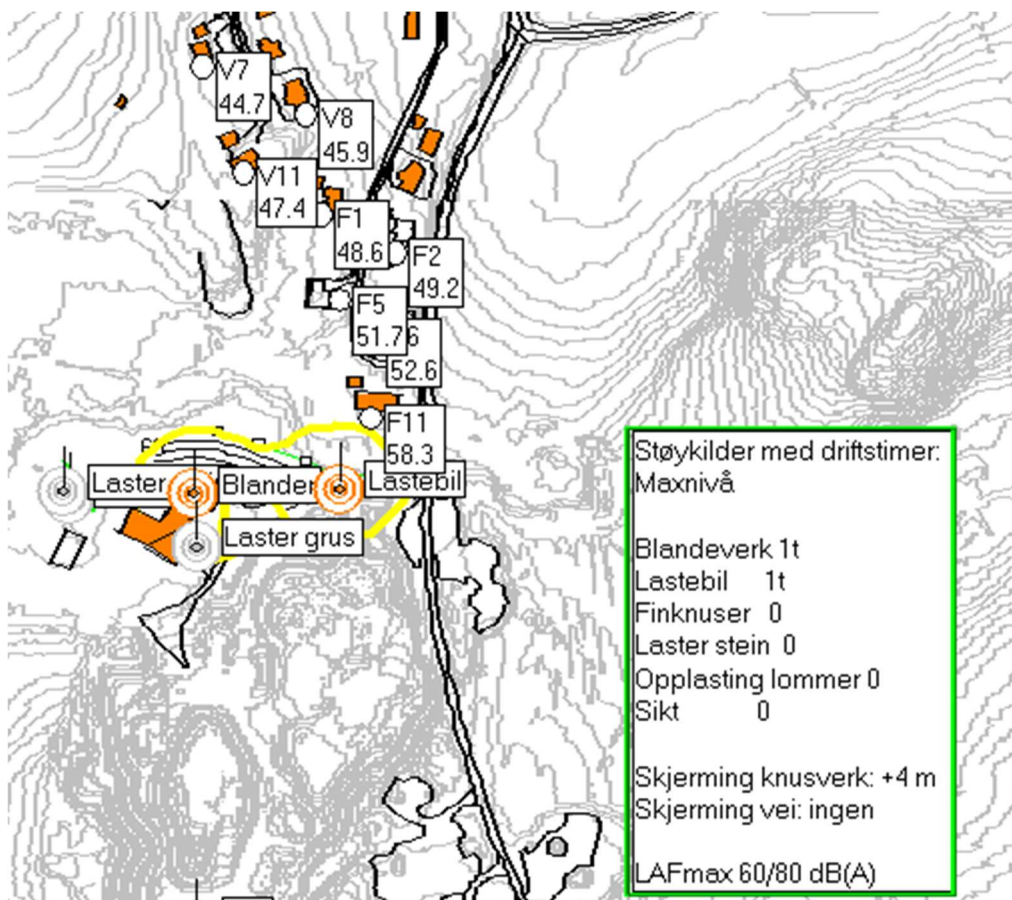 V7
44.7
V8
45.9
V11
47.4
F1
48.6
F2
49.2
F5
51.7
6
52.6
F11
58.3
Laster
Blander
Lastebil
Laster grus
Støykilder med driftstimer:
Maxnivå
Blandeverk 1t
Lastebil 1t
Finknuser 0
Laster stein 0
Opplasting lommer 0
Sikt 0
Skjerming knusverk: +4 m
Skjerming vei: ingen
LAFmax 60/80 dB(A)